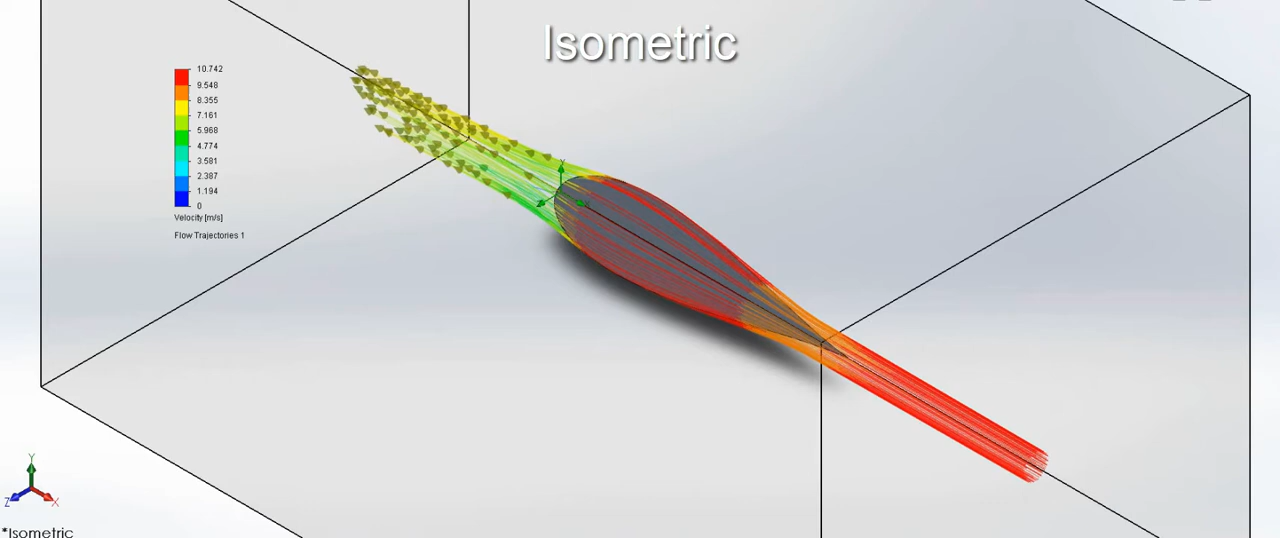 Isometric
10.742
9.548
8.355
7.161
5.968
4.774
3.581
2.387
1.194
0
Velocity [m/s]
Flow Trajectories 1
Y
X
Y
Z
X
*Isometric